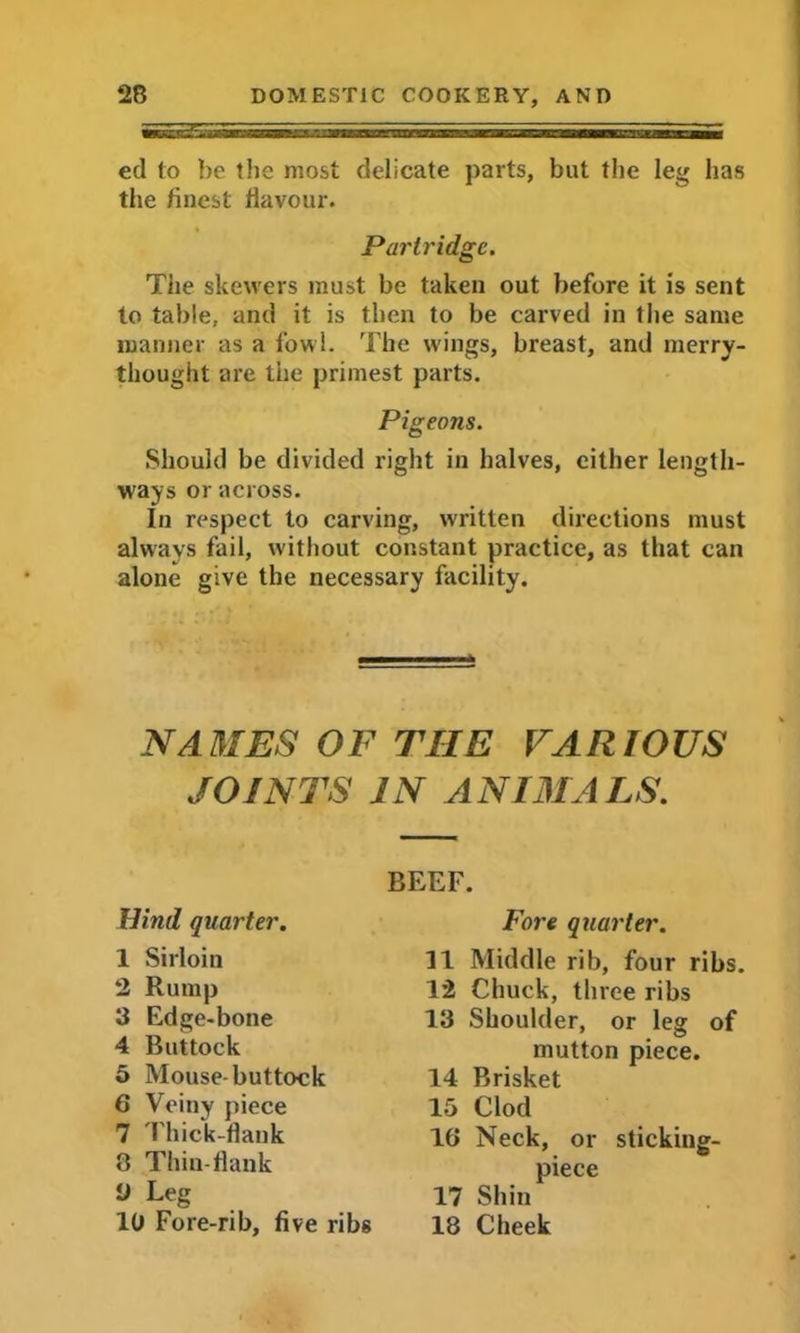 28 DOMESTIC COOKERY, AND
ed to be the most delicate parts, but the leg has
the finest flavour.
Partridge.
The skewers must be taken out before it is sent
to table, and it is then to be carved in the same
manner as a fowl. The wings, breast, and merry-
thought are the primest parts.
Pigeons.
Should be divided right in halves, either length-
ways or across.
In respect to carving, written directions must
always fail, without constant practice, as that can
alone give the necessary facility.
NAMES OF THE VARIOUS
JOINTS IN ANIMALS.
BEEF.
Hind quarter.
1 Sirloin
2 Rump
3 Edge-bone
4 Buttock
5 Mouse-buttock
6 Veiny piece
7 Thick-flank
8 Thin-flank
9 Leg
10 Fore-rib, five ribs
Fore quarter.
11 Middle rib, four ribs.
12 Chuck, three ribs
13 Shoulder, or leg of
mutton piece.
14 Brisket
15 Clod
16 Neck, or sticking-
piece
17 Shin
18 Cheek